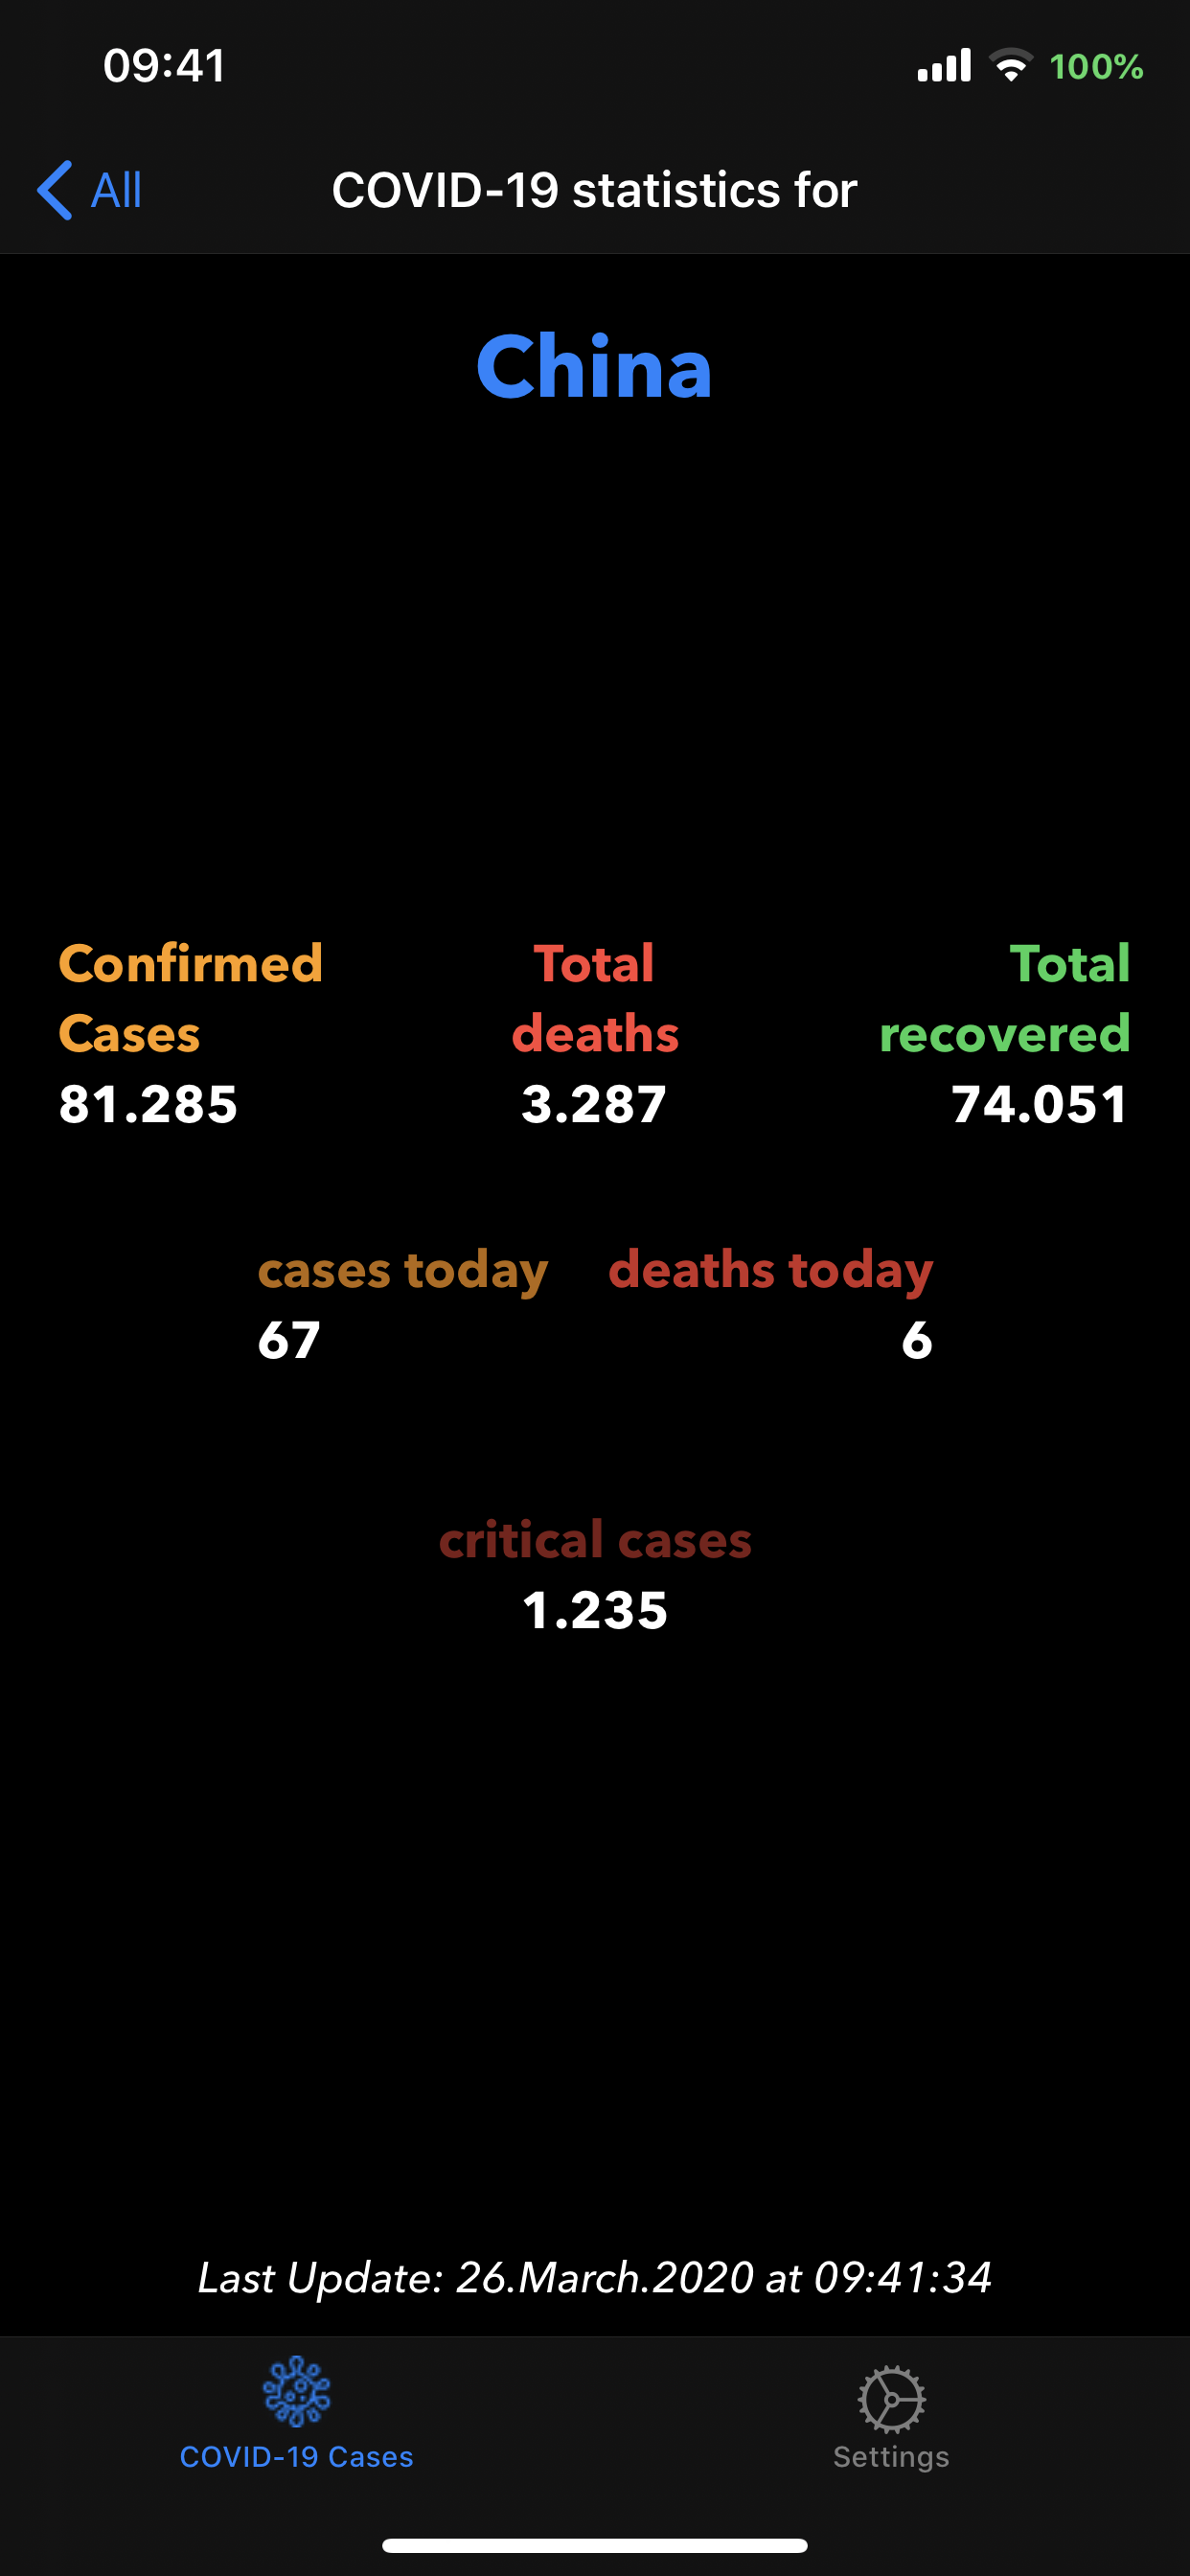 09:41
100%
All
COVID-19 statistics for
China
Confirmed Cases
81.285
Total deaths
3.287
Total recovered
74.051
cases today
67
deaths today
6
critical cases
1.235
Last Update: 26.March.2020 at 09:41:34
COVID-19 Cases
Settings